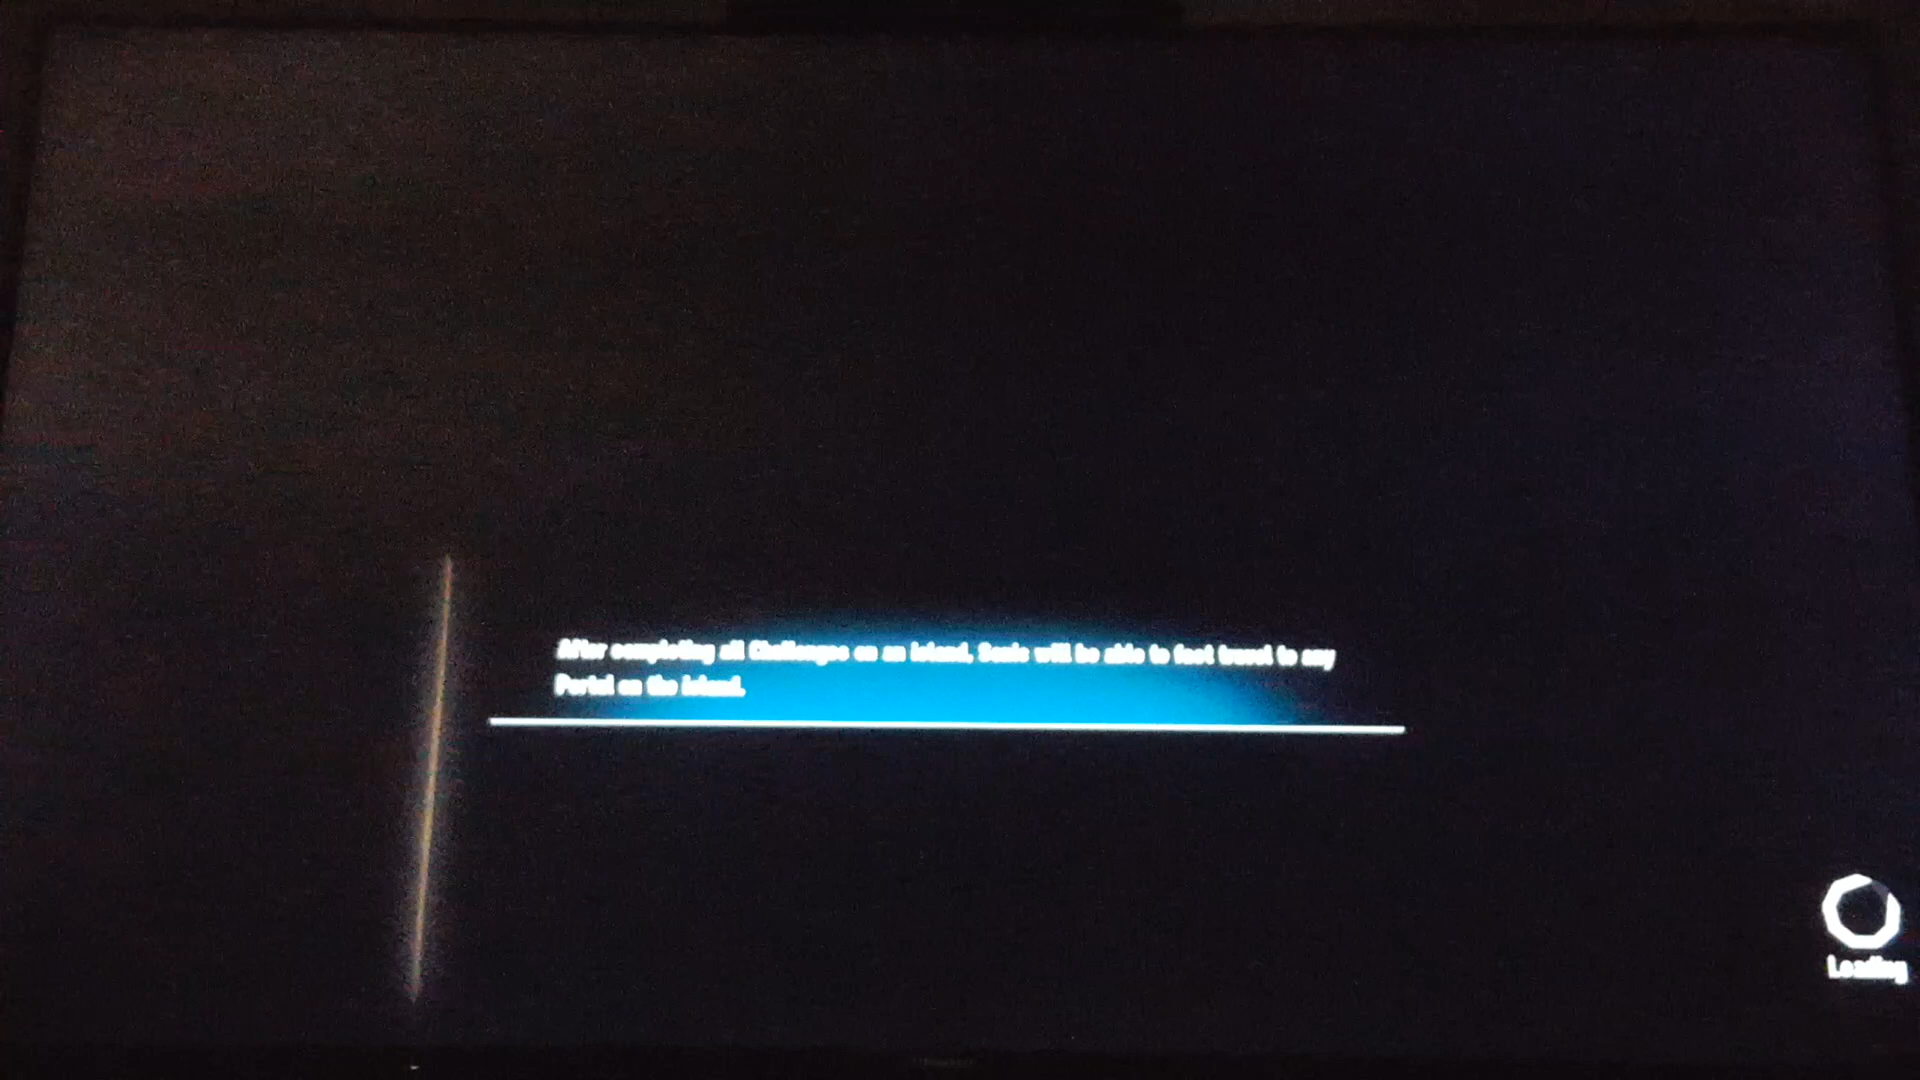 After completing all Challenges on an island, Sonic will be able to fast travel to any
Portal on the island.
Loading